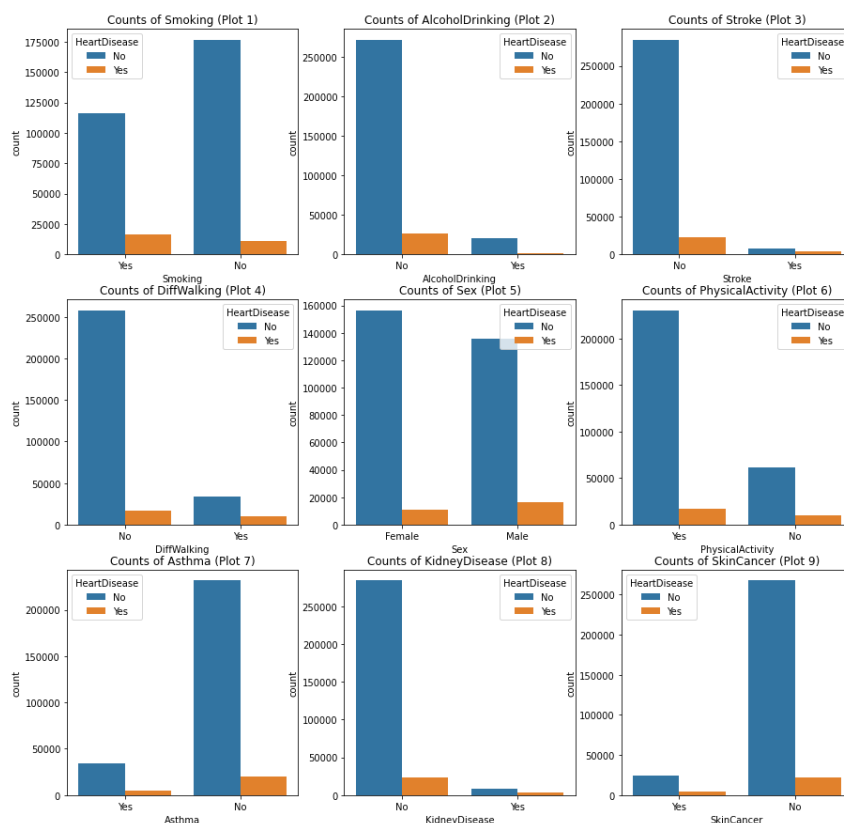 Counts of Smoking (Plot 1)
HeartDisease
No
Yes
175000
150000
125000
100000
75000
50000
25000
0
count
Yes
No
Smoking
Counts of AlcoholDrinking (Plot 2)
HeartDisease
No
Yes
250000
200000
150000
100000
50000
0
count
No
Yes
AlcoholDrinking
Counts of Stroke (Plot 3)
HeartDisease
No
Yes
250000
200000
150000
100000
50000
0
count
No
Yes
Stroke
Counts of DiffWalking (Plot 4)
HeartDisease
No
Yes
250000
200000
150000
100000
50000
0
count
No
Yes
DiffWalking
Counts of Sex (Plot 5)
HeartDisease
No
Yes
160000
140000
120000
100000
80000
60000
40000
20000
0
count
Female
Male
Sex
Counts of PhysicalActivity (Plot 6)
HeartDisease
No
Yes
200000
150000
100000
50000
0
count
Yes
No
PhysicalActivity
Counts of Asthma (Plot 7)
HeartDisease
No
Yes
200000
150000
100000
50000
0
count
Yes
No
Asthma
Counts of KidneyDisease (Plot 8)
HeartDisease
No
Yes
250000
200000
150000
100000
50000
0
count
No
Yes
KidneyDisease
Counts of SkinCancer (Plot 9)
HeartDisease
No
Yes
250000
200000
150000
100000
50000
0
count
Yes
No
SkinCancer